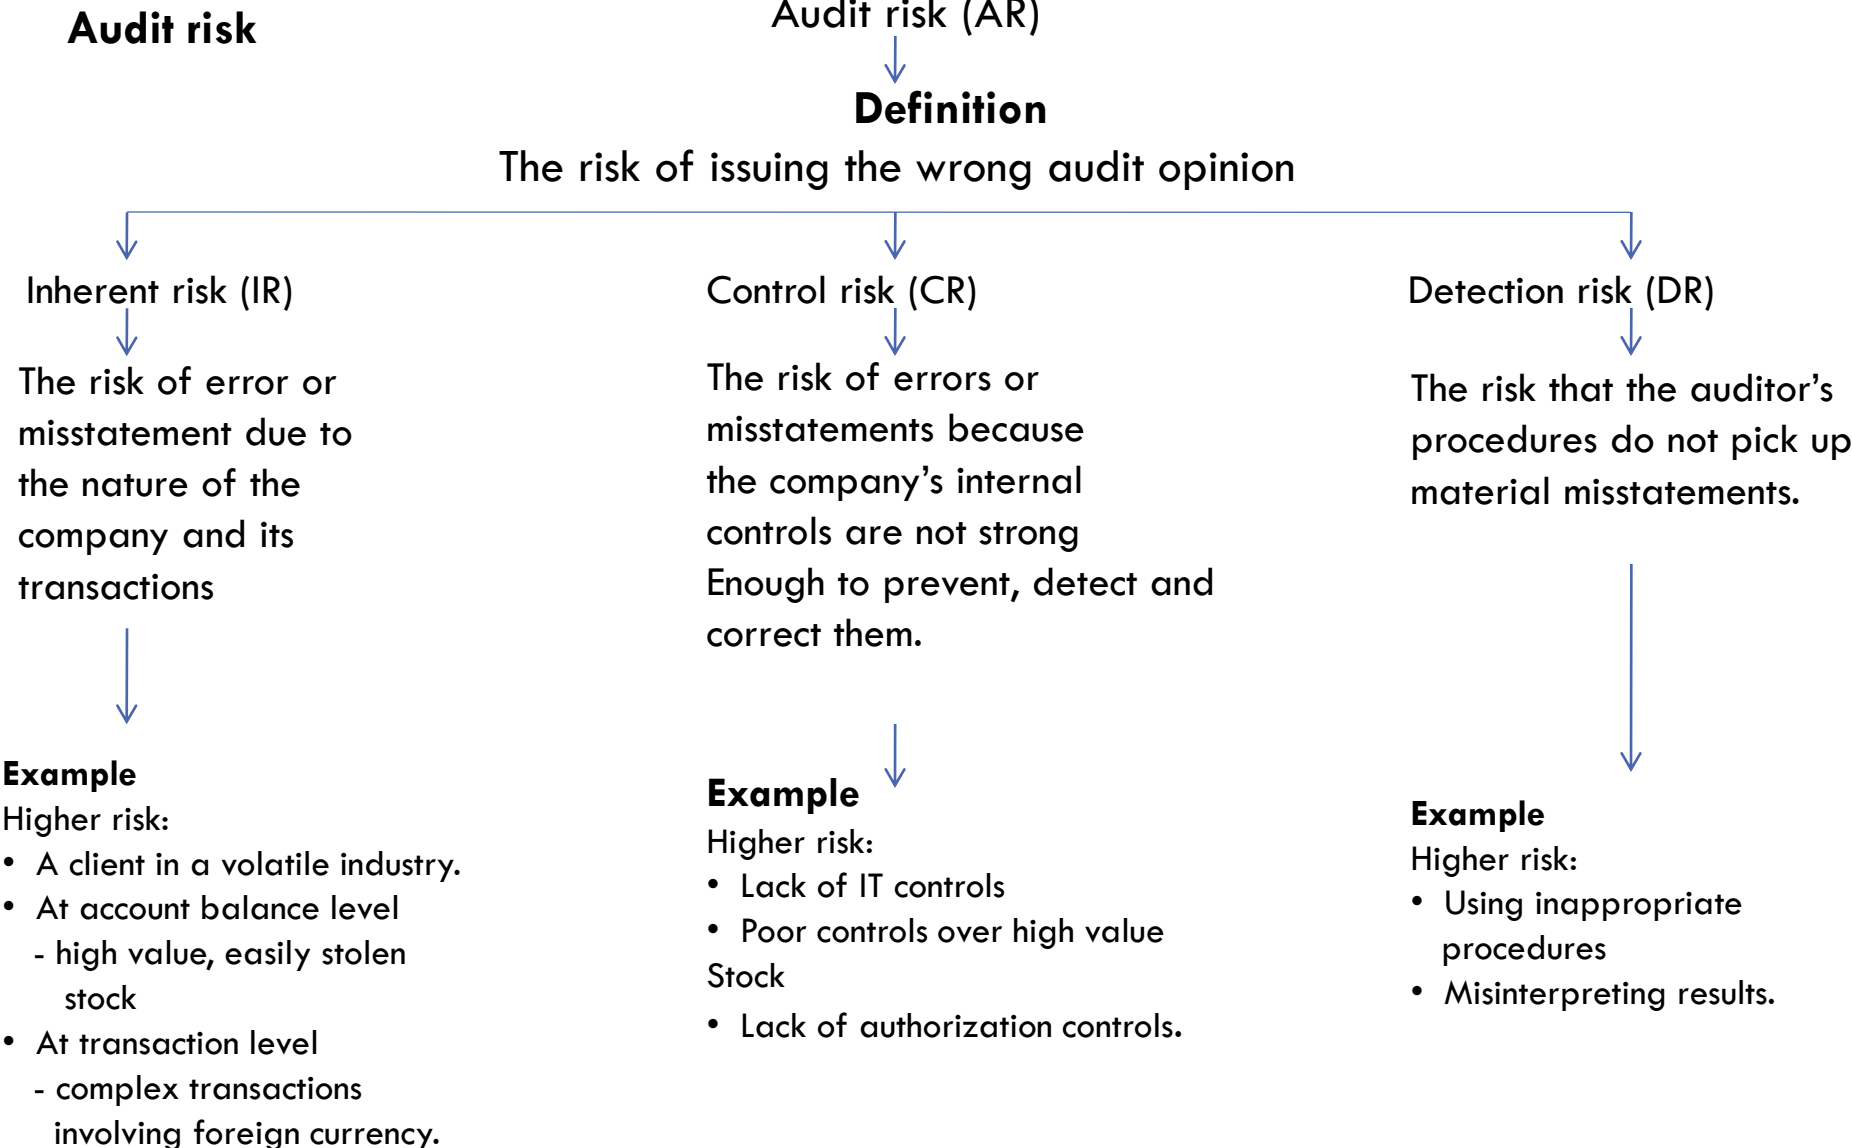 Audit risk
Audit risk (AR)
Definition
The risk of issuing the wrong audit opinion
Inherent risk (IR)
The risk of error or
misstatement due to
the nature of the
company and its
transactions
Example
Higher risk:
• A client in a volatile industry.
• At account balance level
- high value, easily stolen
stock
• At transaction level
- complex transactions
involving foreign currency.
Control risk (CR)
The risk of errors or
misstatements because
the company’s internal
controls are not strong
Enough to prevent, detect and
correct them.
Example
Higher risk:
• Lack of IT controls
• Poor controls over high value
Stock
• Lack of authorization controls.
Detection risk (DR)
The risk that the auditor’s
procedures do not pick up
material misstatements.
Example
Higher risk:
• Using inappropriate
procedures
• Misinterpreting results.